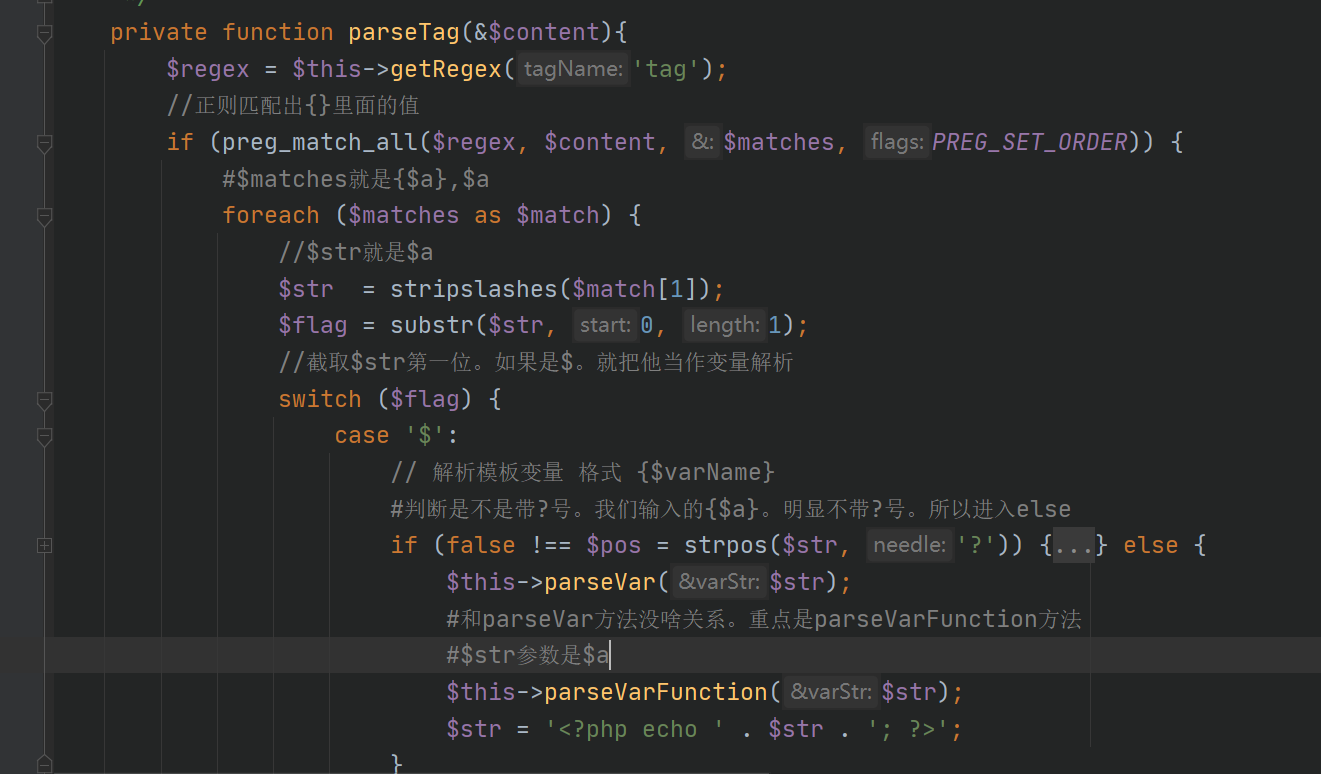 */
private function parseTag(&$content){
$regex = $this->getRegex( tagName: 'tag');
//正则匹配出{}里面的值
if (preg_match_all($regex, $content, &: $matches, flags: PREG_SET_ORDER)) {
#$matches就是{$a},$a
foreach ($matches as $match) {
//$str就是$a
$str  = stripslashes($match[1]);
$flag = substr($str, start: 0, length: 1);
//截取$str第一位。如果是$。就把他当作变量解析
switch ($flag) {
case '$':
// 解析模板变量 格式 {$varName}
#判断是不是带?号。我们输入的{$a}。明显不带?号。所以进入else
if (false !== $pos = strpos($str, needle: '?')) {...} else {
$this->parseVar( &varStr: $str);
#和parseVar方法没啥关系。重点是parseVarFunction方法
#$str参数是$a
$this->parseVarFunction( &varStr: $str);
$str = '<?php echo ' . $str . '; ?>';
}